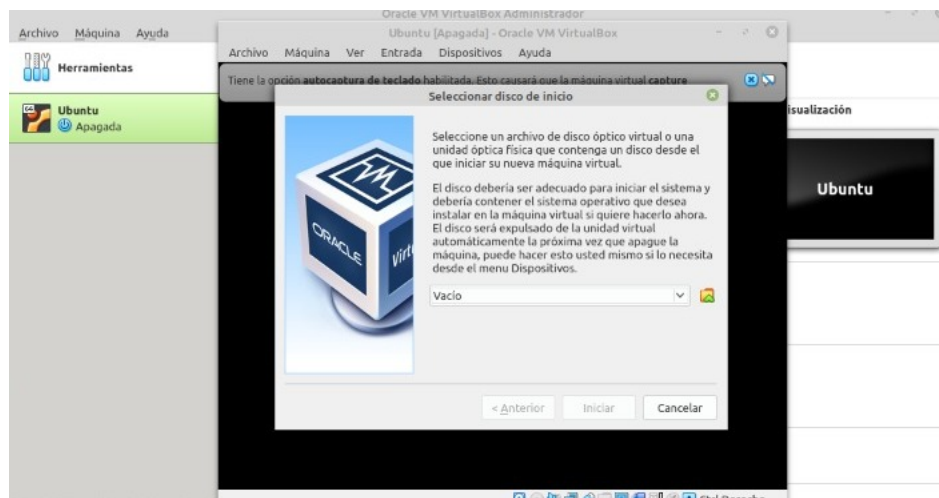 Oracle VM VirtualBox Administrador
Archivo Máquina Ayuda
Ubuntu [Apagada] - Oracle VM VirtualBox
Archivo Máquina Ver Entrada Dispositivos Ayuda
Herramientas
Tiene la opción autocaptura de teclado habilitada. Esto causará que la máquina virtual capture
Seleccionar disco de inicio
Ubuntu
Apagada
isualización
Seleccione un archivo de disco óptico virtual o una
unidad óptica física que contenga un disco desde el
que iniciar su nueva máquina virtual.
El disco debería ser adecuado para iniciar el sistema y
debería contener el sistema operativo que desea
instalar en la máquina virtual si quiere hacerlo ahora.
El disco será expulsado de la unidad virtual
automáticamente la próxima vez que apague la
máquina, puede hacer esto usted mismo si lo necesita
desde el menu Dispositivos.
Ubuntu
ORACLE
Virt
Vacío
< Anterior Iniciar Cancelar
Ctrl Derecho